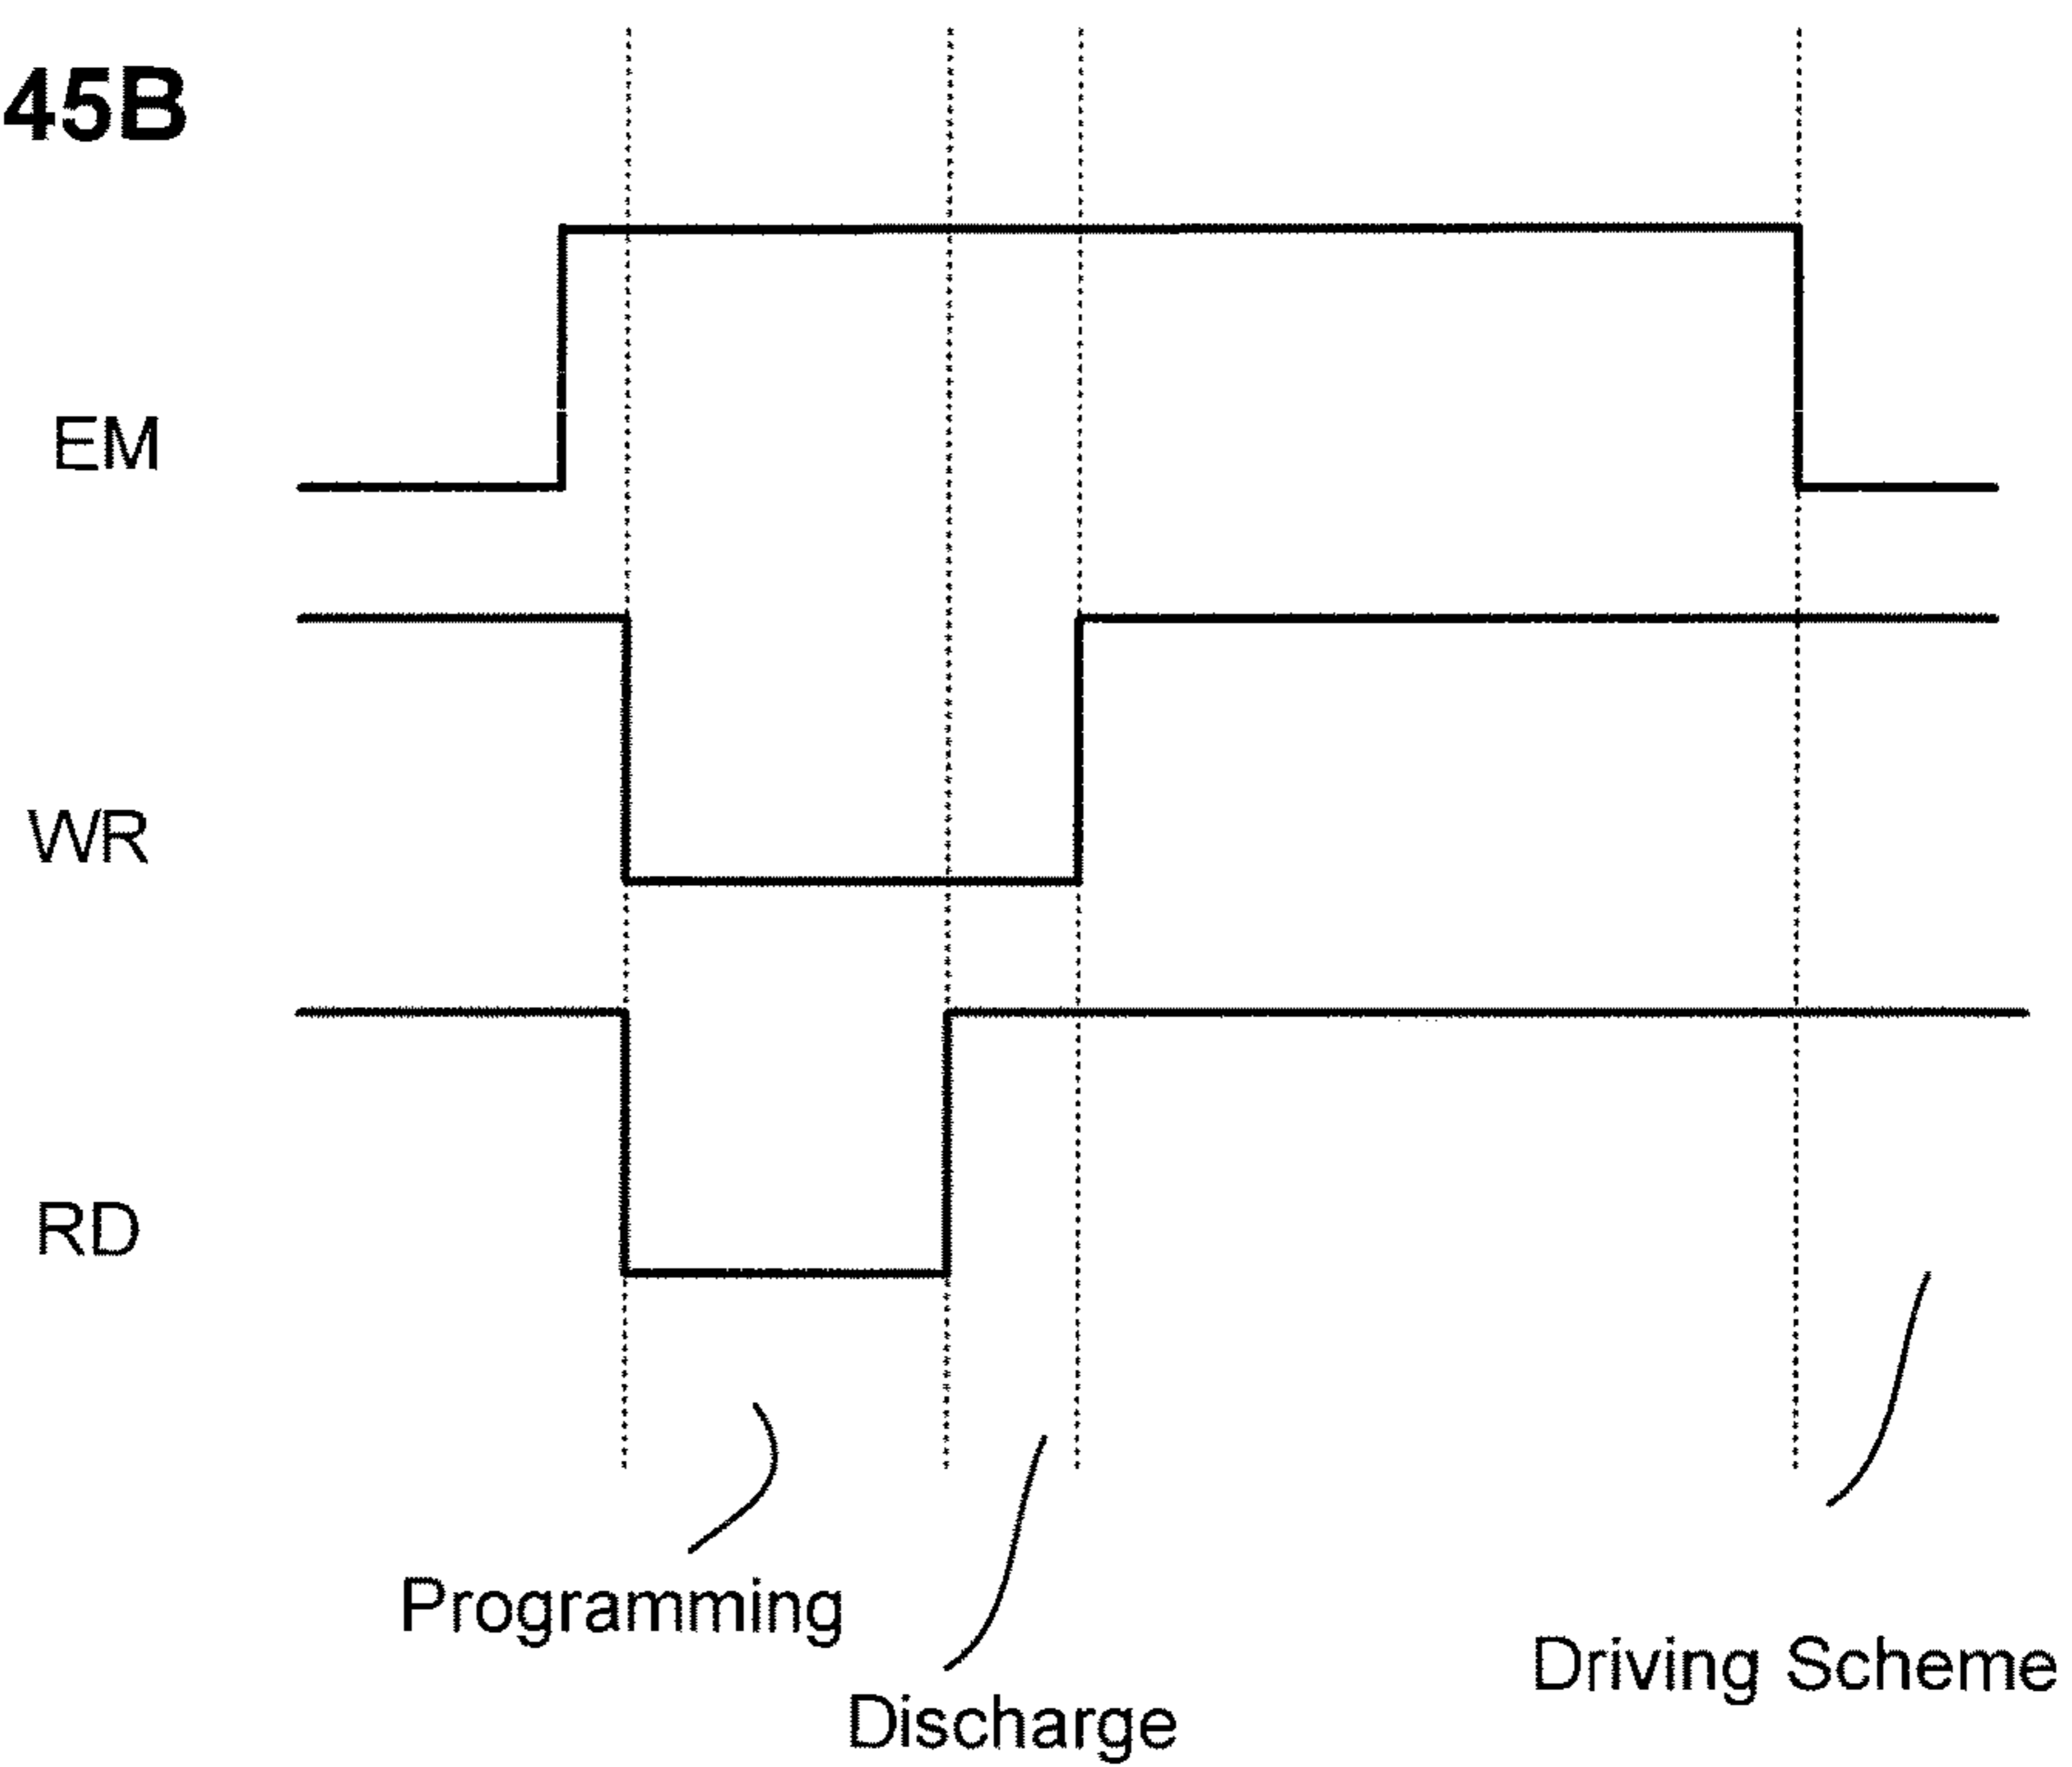 45B
EM
WR
RD
Programming
Discharge
Driving Scheme